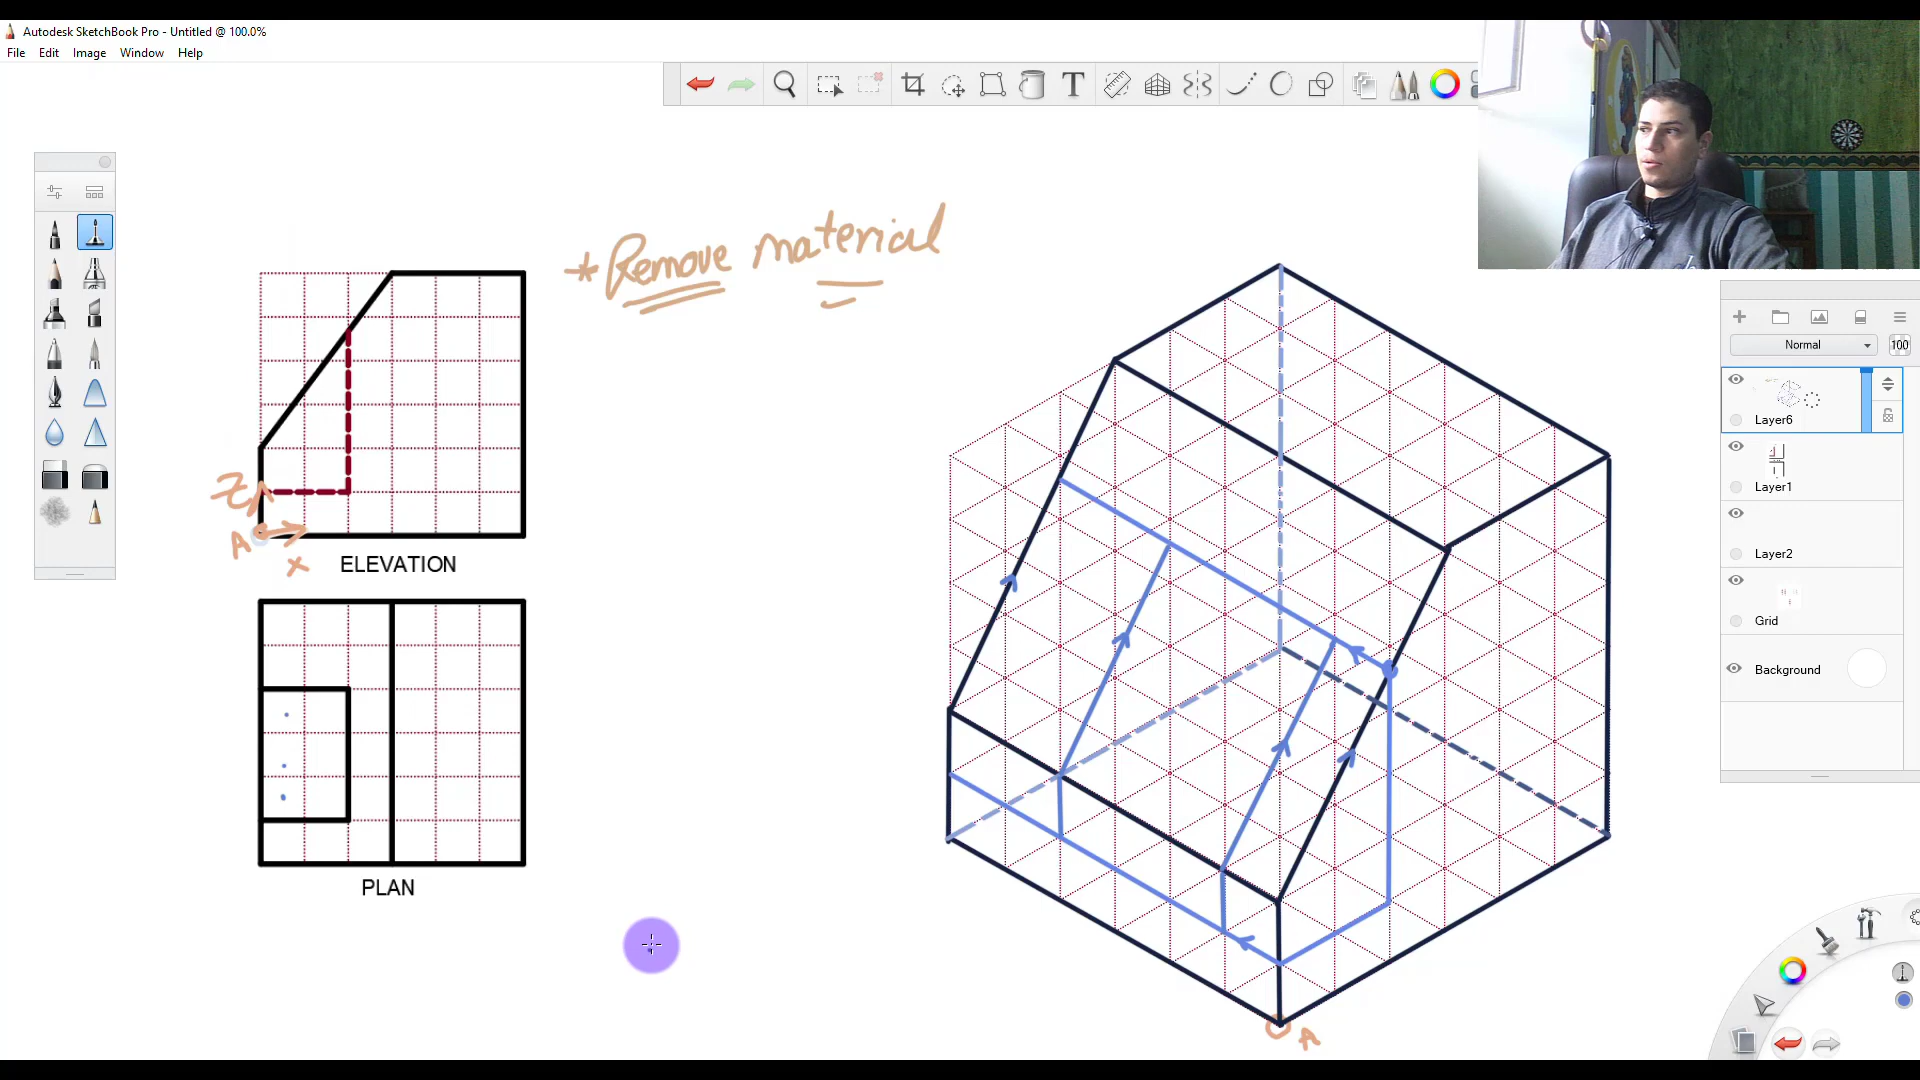 Autodesk SketchBook Pro - Untitled @ 100.0%
File Edit Image Window Help
T
* Remove material
Normal
100
Layer6
Layer1
Layer2
Grid
Background
Z
A
x
ELEVATION
PLAN
A